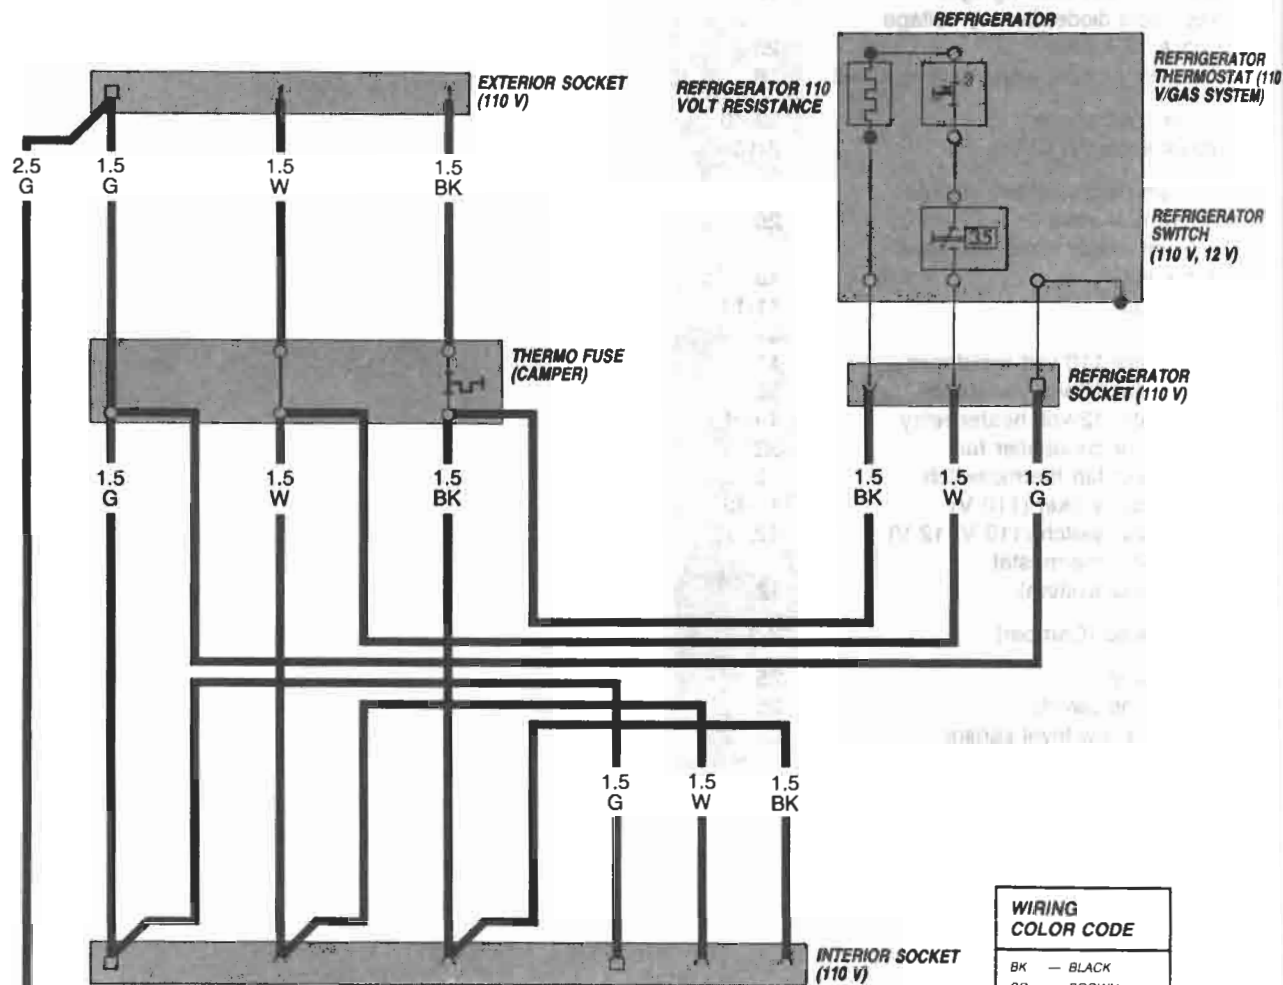 REFRIGERATOR
EXTERIOR SOCKET
(110 V)
REFRIGERATOR 110
VOLT RESISTANCE
REFRIGERATOR
THERMOSTAT (110
V/GAS SYSTEM)
3
2.5
G
1.5
G
1.5
W
1.5
BK
REFRIGERATOR
SWITCH
(110 V, 12 V)
35
THERMO FUSE
(CAMPER)
REFRIGERATOR
SOCKET (110 V)
1.5
G
1.5
W
1.5
BK
1.5
BK
1.5
W
1.5
G
1.5
G
1.5
W
1.5
BK
INTERIOR SOCKET
(110 V)
WIRING
COLOR CODE
BK — BLACK
BROWN